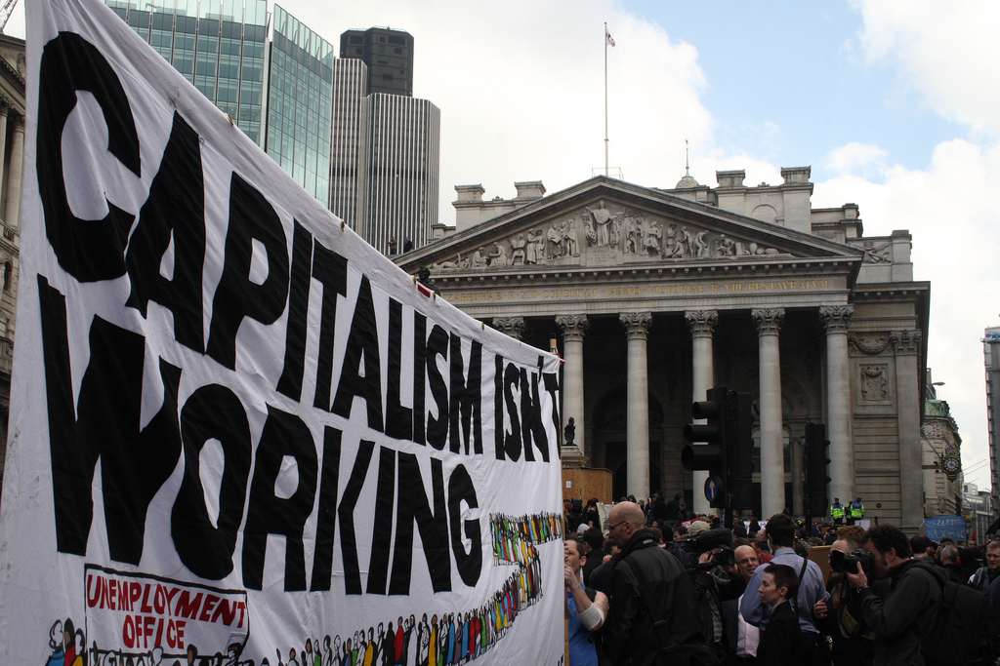 CAPITALISM ISN'T
WORKING
UNEMPLOYMENT
OFFICE